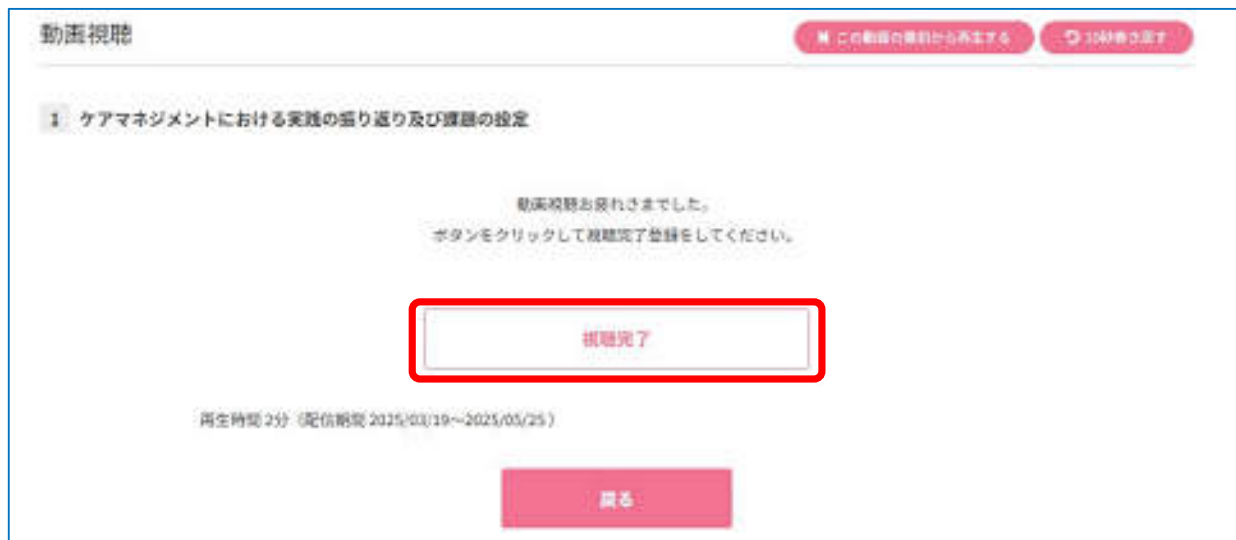 動画視聴
この動画の最初から再生する
10秒巻き戻す
1 ケアマネジメントにおける実践の振り返り及び課題の設定
動画視聴お疲れさまでした。
ボタンをクリックして視聴完了登録をしてください。
視聴完了
再生時間 2分（配信期間 2025/03/19～2025/05/25）
戻る